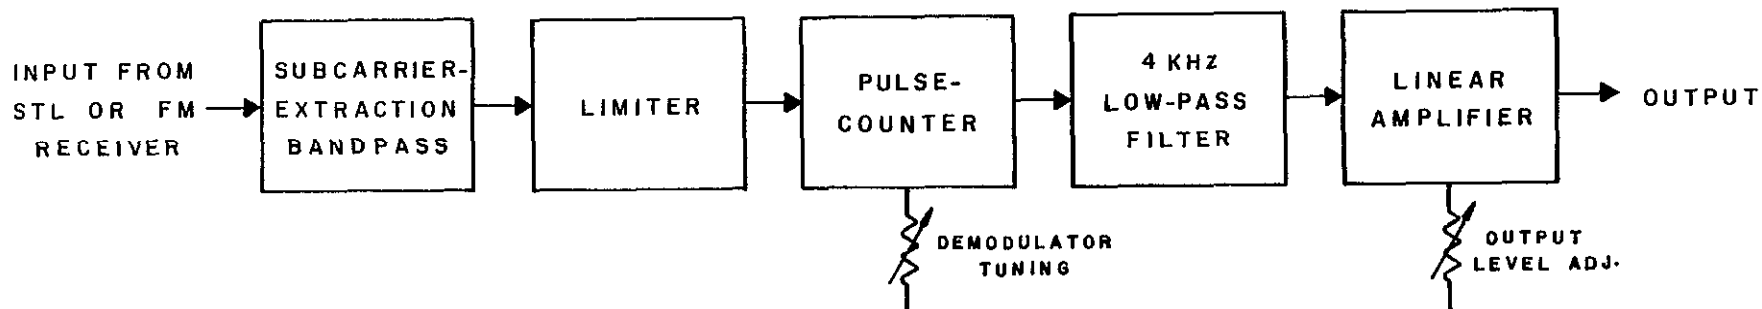 INPUT FROM
STL OR FM
RECEIVER
SUBCARRIER-
EXTRACTION
BANDPASS
LIMITER
PULSE-
COUNTER
4 KHz
LOW-PASS
FILTER
LINEAR
AMPLIFIER
OUTPUT
DEMODULATOR
TUNING
OUTPUT
LEVEL ADJ.